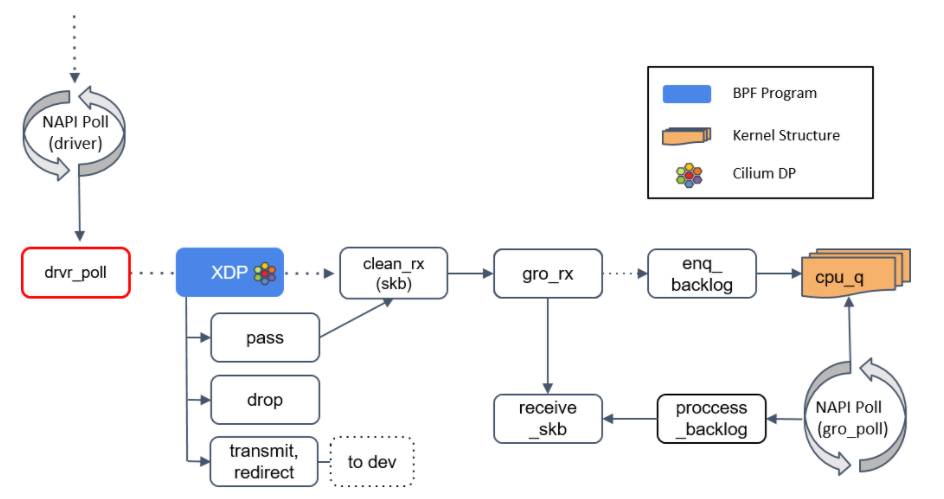 NAPI Poll
(driver)
BPF Program
Kernel Structure
Cilium DP
drvr_poll
XDP
clean_rx
(skb)
gro_rx
enq_
backlog
cpu_q
pass
drop
receive
_skb
proccess
_backlog
NAPI Poll
(gro_poll)
transmit,
redirect
to dev